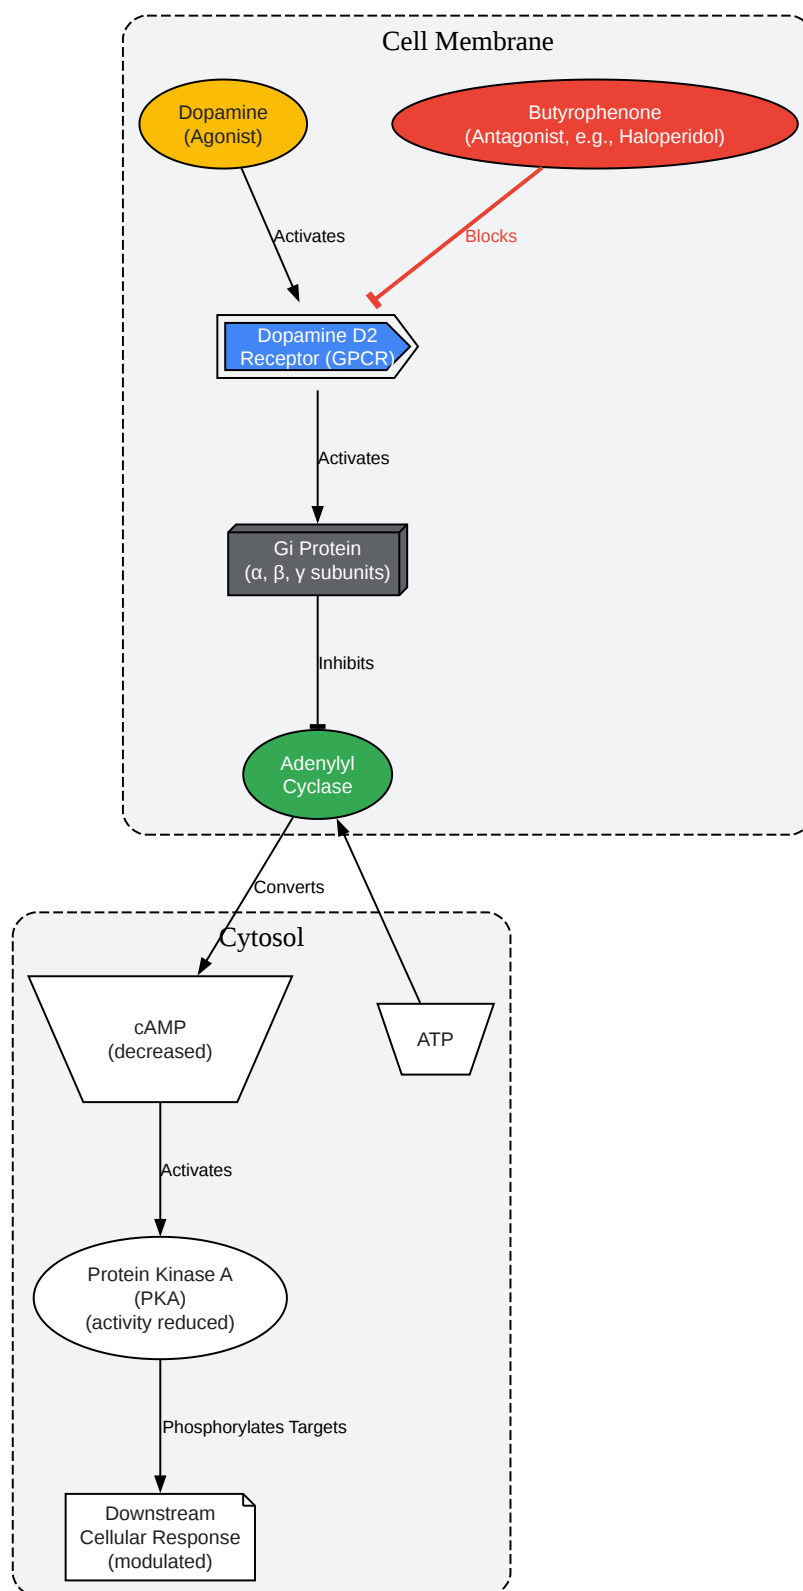 Cell Membrane
Dopamine
(Agonist)
Butyrophenone
(Antagonist, e.g., Haloperidol)
Activates
Blocks
Dopamine D2
Receptor (GPCR)
Activates
Gi Protein
(α, β, γ subunits)
Inhibits
Adenylyl
Cyclase
Converts
Cytosol
cAMP
(decreased)
ATP
Activates
Protein Kinase A
(PKA)
(activity reduced)
Phosphorylates Targets
Downstream
Cellular Response
(modulated)